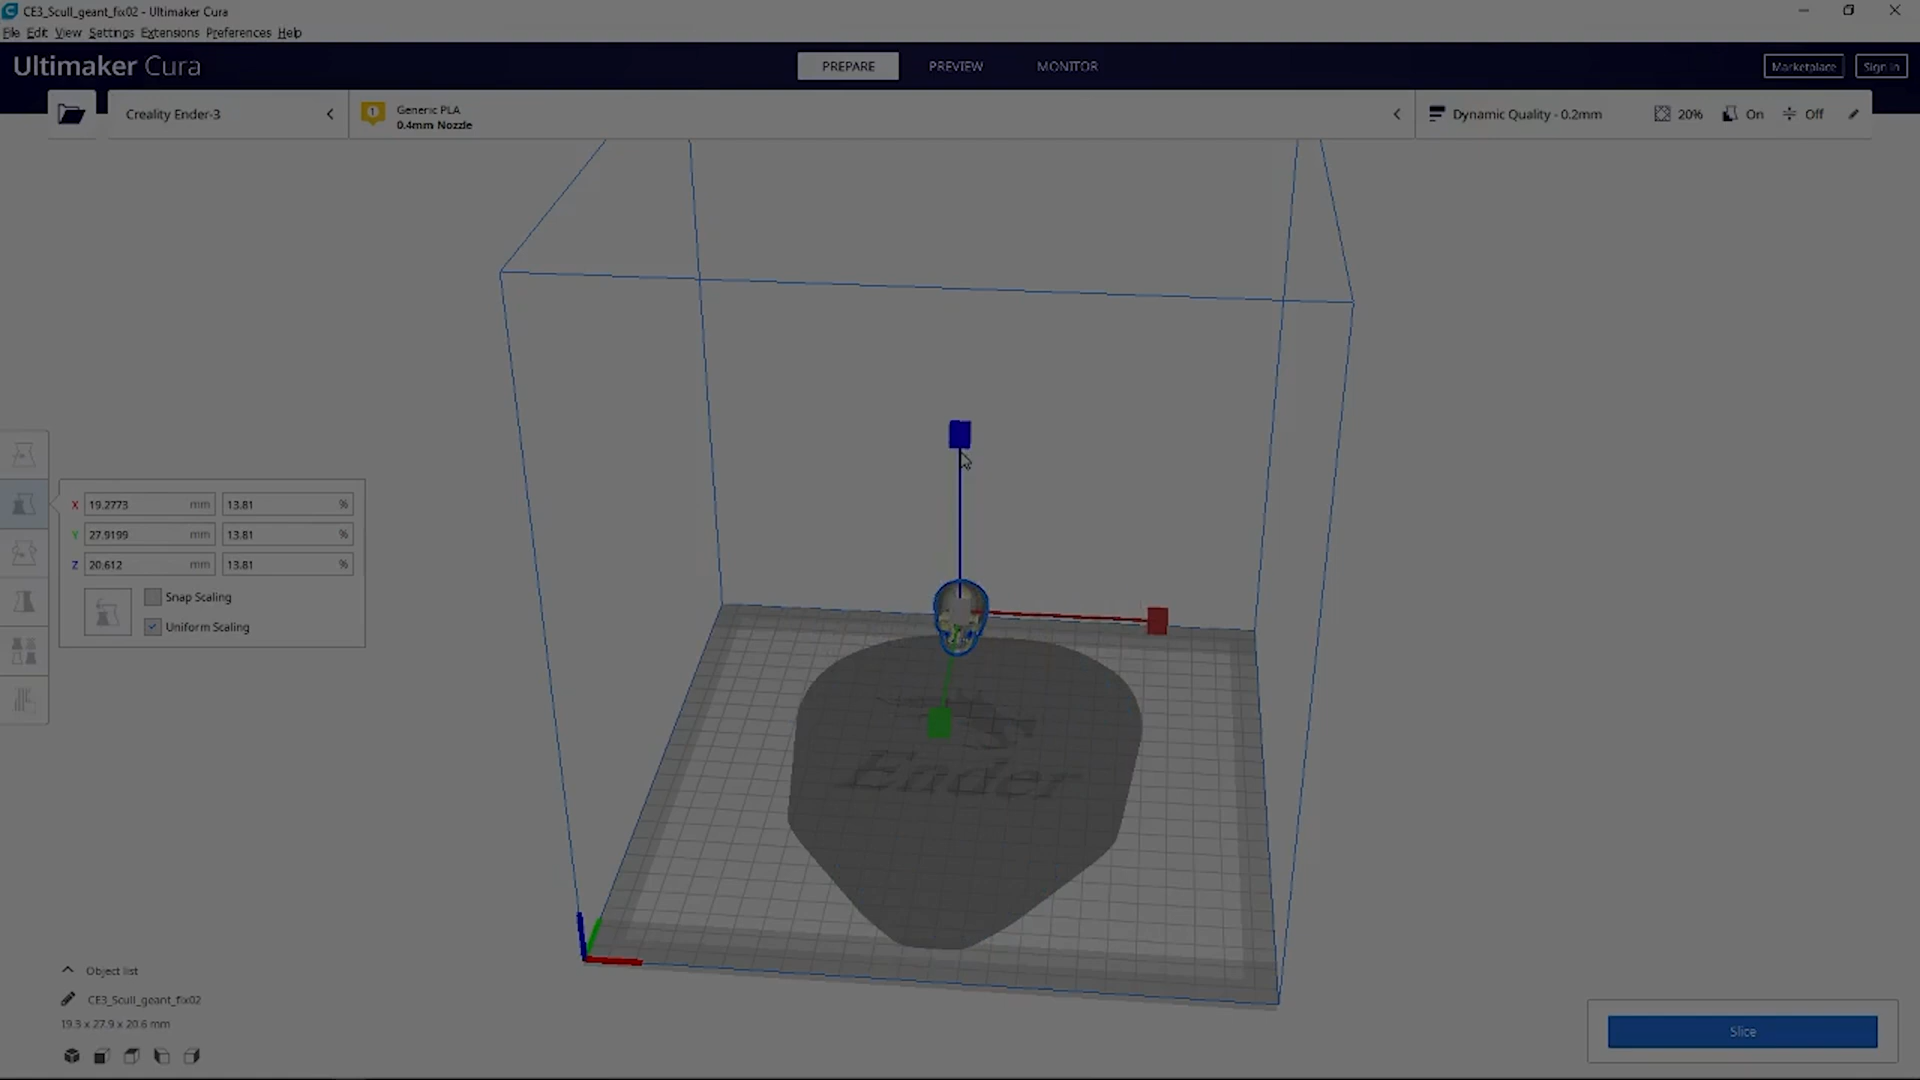 CE3_Scull_geant_fix02 - Ultimaker Cura
File Edit View Settings Extensions Preferences Help
Ultimaker Cura
PREPARE PREVIEW MONITOR
Marketplace Sign in
Creality Ender-3
1
Generic PLA
0.4mm Nozzle
Dynamic Quality - 0.2mm 20% On Off
X 19.2773 mm 13.81 %
Y 27.9199 mm 13.81 %
Z 20.612 mm 13.81 %
Snap Scaling
Uniform Scaling
Ender
Object list
CE3_Scull_geant_fix02
19.3 x 27.9 x 20.6 mm
Slice